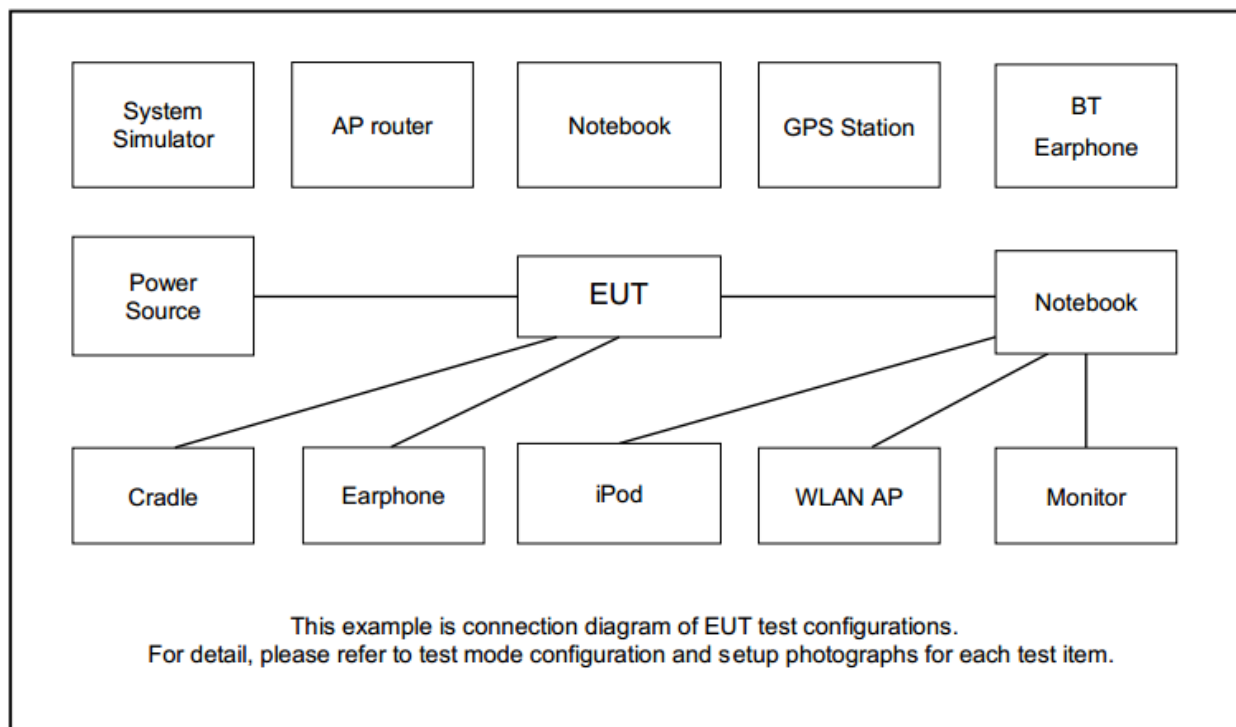 System
Simulator
AP router
Notebook
GPS Station
BT
Earphone
Power
Source
EUT
Notebook
Cradle
Earphone
iPod
WLAN AP
Monitor
This example is connection diagram of EUT test configurations.
For detail, please refer to test mode configuration and setup photographs for each test item.